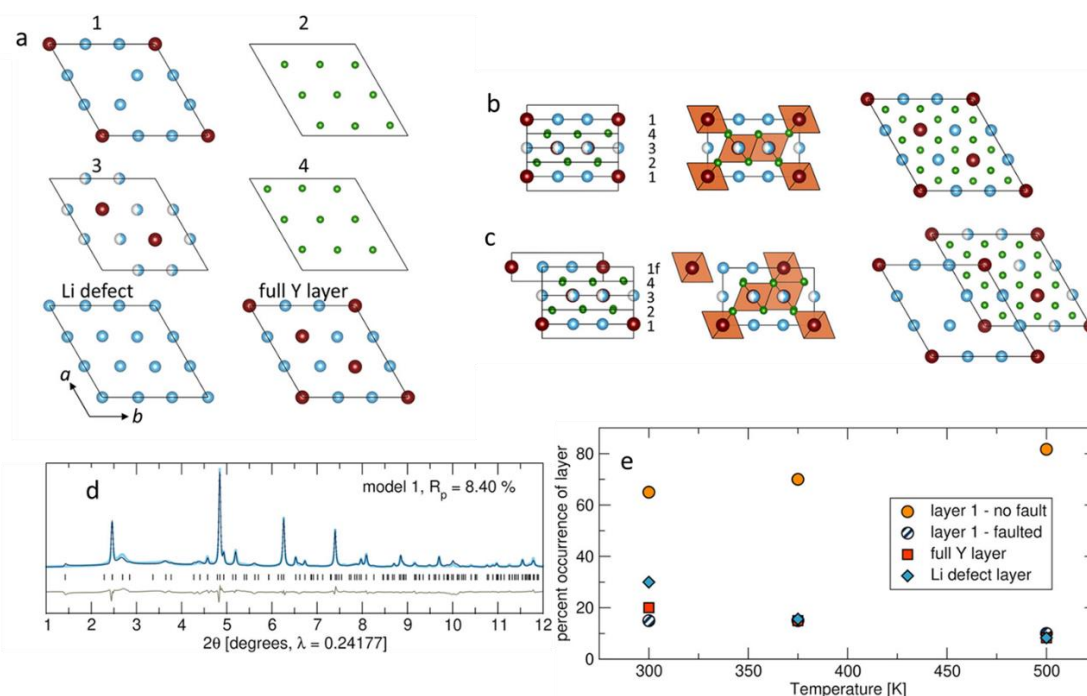 a
1
2
3
4
Li defect
full Y layer
a
b
b
1
4
3
2
1
c
1f
4
3
2
1
d
model 1, Rp = 8.40 %
1 2 3 4 5 6 7 8 9 10 11 12
2θ [degrees, λ = 0.24177]
e
percent occurrence of layer
80
60
40
20
0
layer 1 - no fault
layer 1 - faulted
full Y layer
Li defect layer
300 350 375 400 425 450 500
Temperature [K]